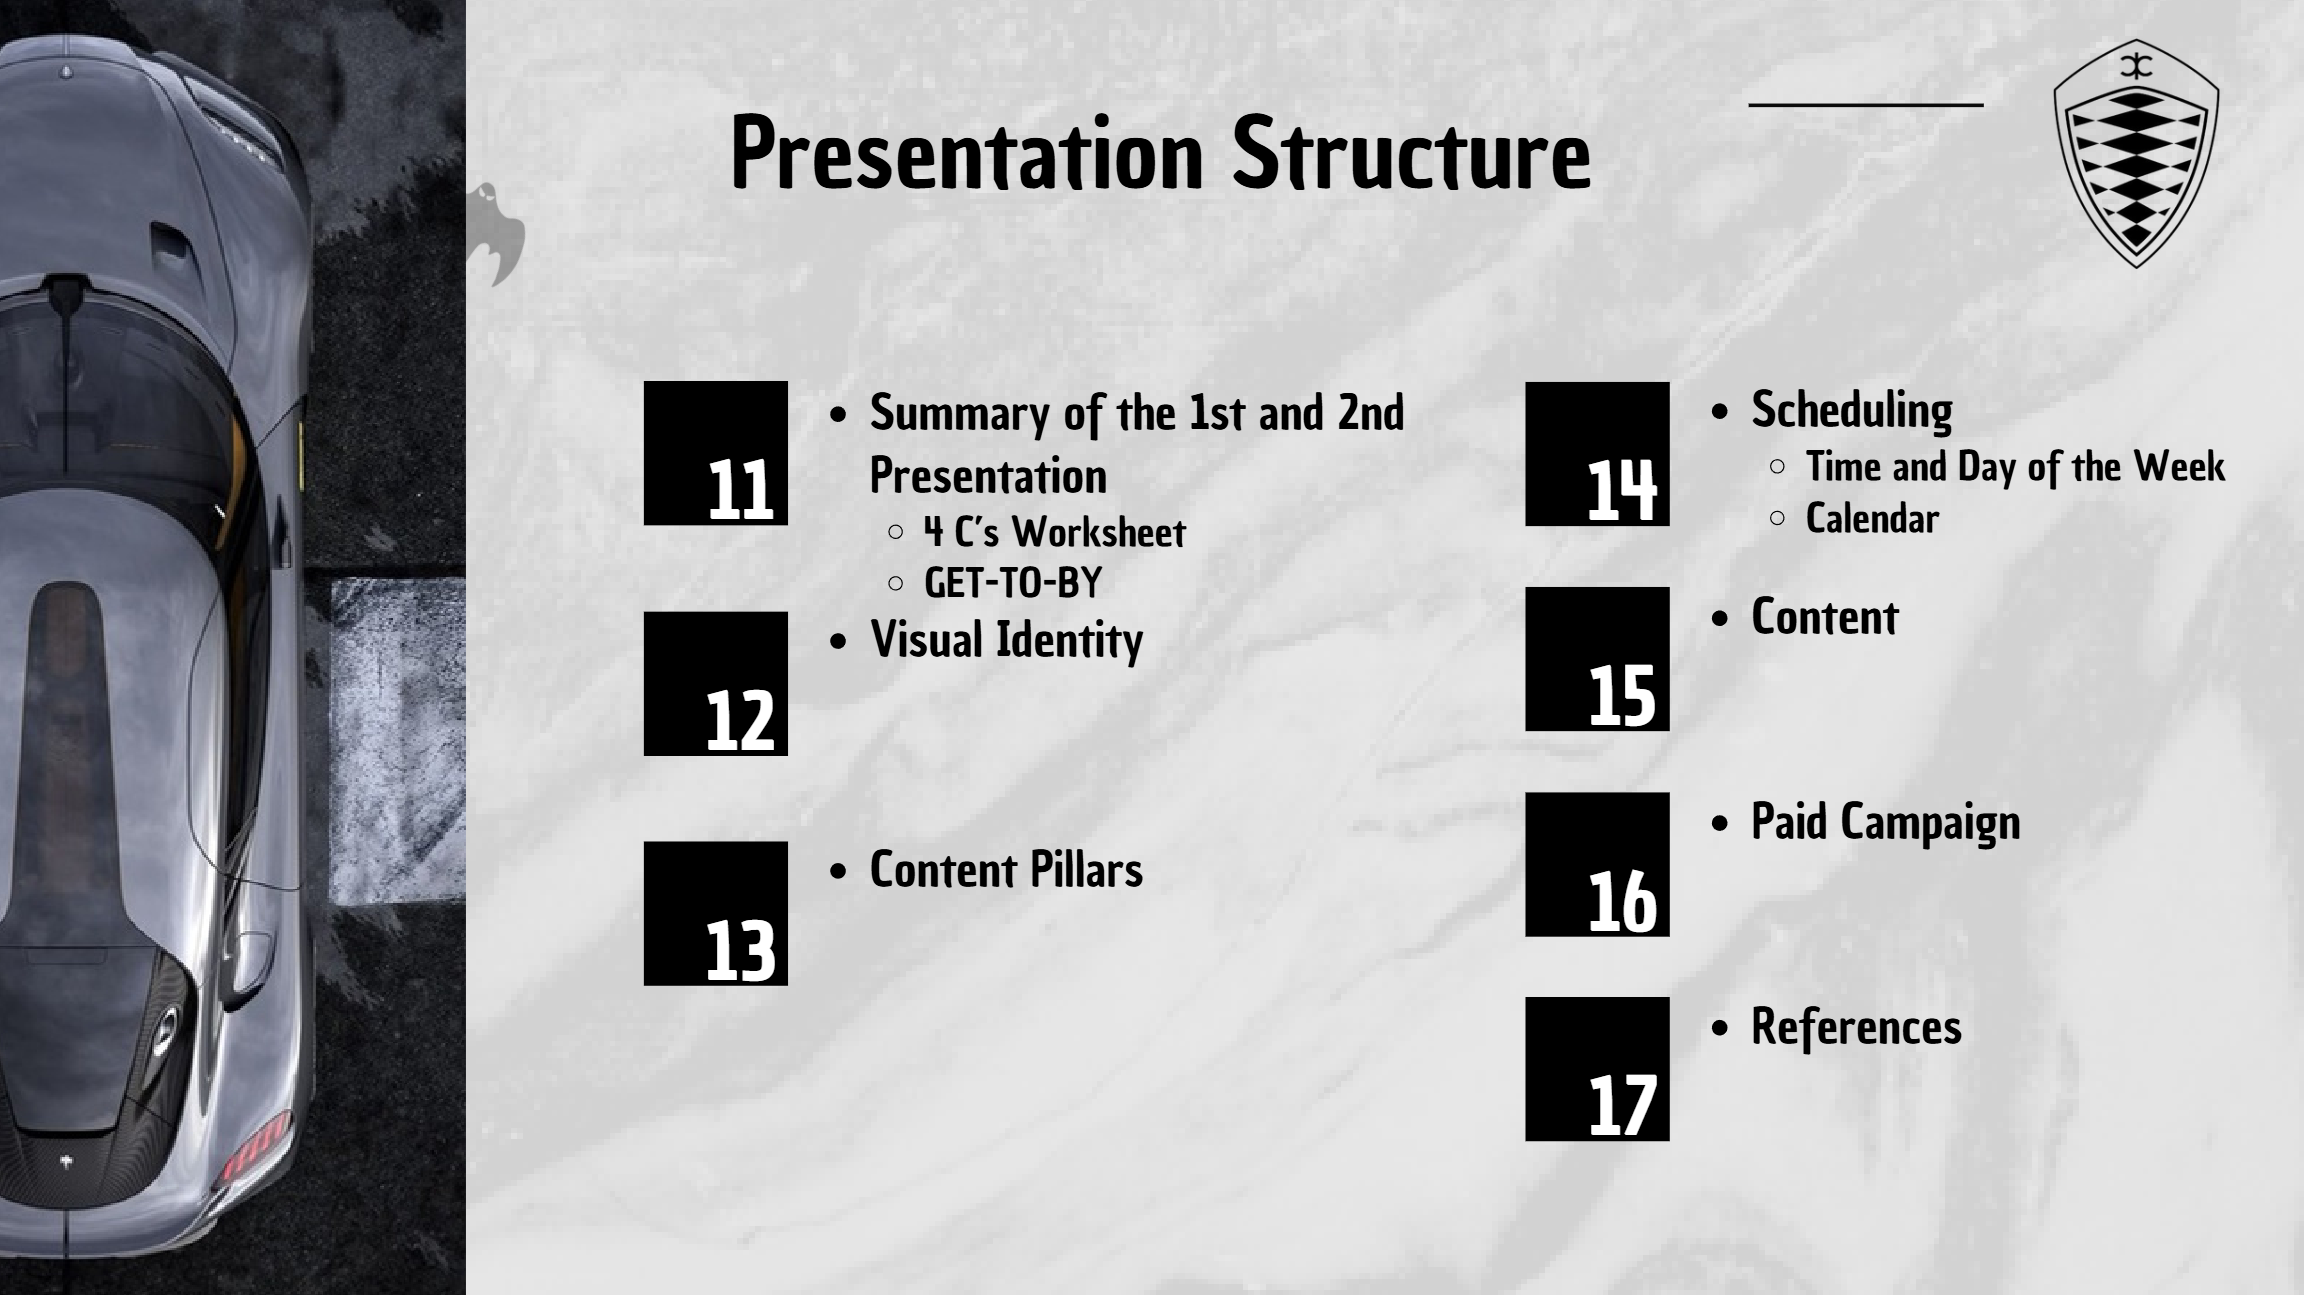 Presentation Structure
11
• Summary of the 1st and 2nd
Presentation
○ 4 C's Worksheet
○ GET-TO-BY
12
• Visual Identity
13
• Content Pillars
14
• Scheduling
○ Time and Day of the Week
○ Calendar
15
• Content
16
• Paid Campaign
17
• References